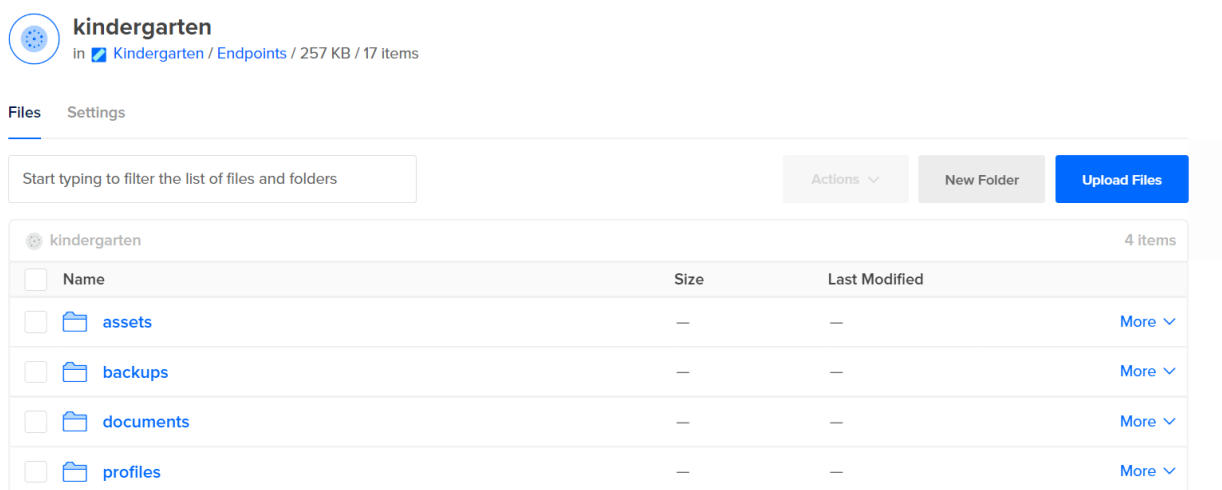 kindergarten
in Kindergarten / Endpoints / 257 KB / 17 items
Files Settings
Start typing to filter the list of files and folders Actions New Folder Upload Files
kindergarten 4 items
Name Size Last Modified
assets — — More
backups — — More
documents — — More
profiles — — More